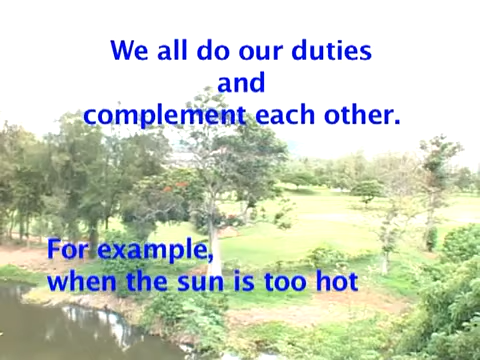 We all do our duties
and
complement each other.
For example,
when the sun is too hot